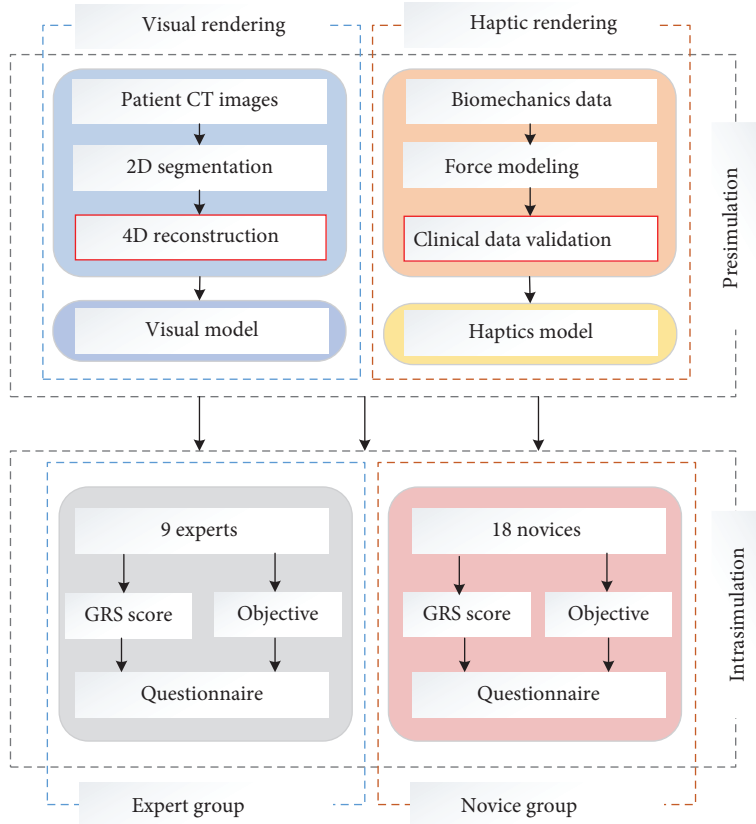 Visual rendering
Haptic rendering
Patient CT images
2D segmentation
4D reconstruction
Visual model
Biomechanics data
Force modeling
Clinical data validation
Haptics model
Presimulation
9 experts
GRS score
Objective
Questionnaire
18 novices
GRS score
Objective
Questionnaire
Intrasimulation
Expert group
Novice group